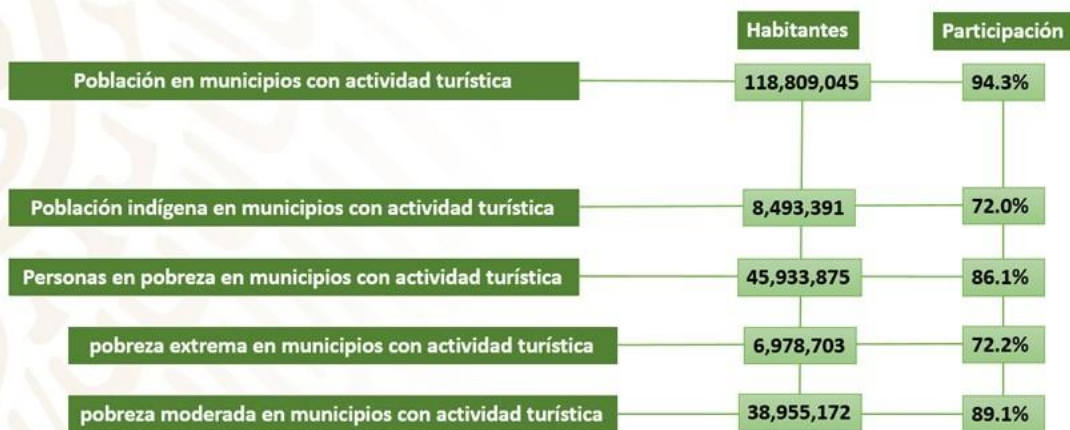 Habitantes Participación
Población en municipios con actividad turística 118,809,045 94.3%
Población indígena en municipios con actividad turística 8,493,391 72.0%
Personas en pobreza en municipios con actividad turística 45,933,875 86.1%
pobreza extrema en municipios con actividad turística 6,978,703 72.2%
pobreza moderada en municipios con actividad turística 38,955,172 89.1%